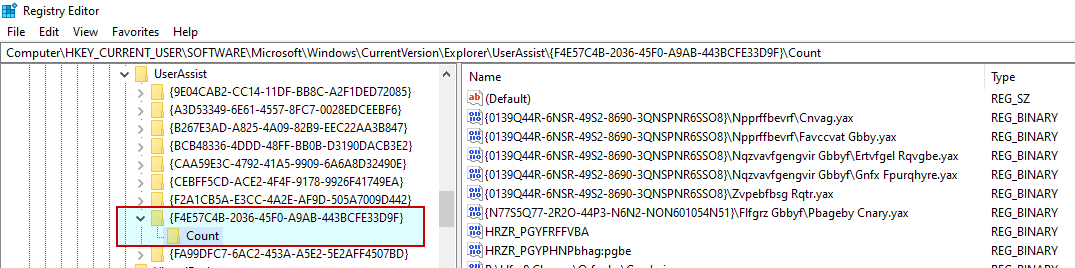 Registry Editor
File Edit View Favorites Help
Computer\HKEY_CURRENT_USER\SOFTWARE\Microsoft\Windows\CurrentVersion\Explorer\UserAssist\{F4E57C4B-2036-45F0-A9AB-443BCFE33D9F}\Count
UserAssist
{9E04CAB2-CC14-11DF-BB8C-A2F1DED72085}
{A3D53349-6E61-4557-8FC7-0028EDCEEBF6}
{B267E3AD-A825-4A09-82B9-EEC22AA3B847}
{BCB48336-4DDD-48FF-BB0B-D3190DACB3E2}
{CAA59E3C-4792-41A5-9909-6A6A8D32490E}
{CEBFF5CD-ACE2-4F4F-9178-9926F41749EA}
{F2A1CB5A-E3CC-4A2E-AF9D-505A7009D442}
{F4E57C4B-2036-45F0-A9AB-443BCFE33D9F}
Count
{FA99DFC7-6AC2-453A-A5E2-5E2AFF4507BD}
Name Type
(Default) REG_SZ
{0139Q44R-6NSR-49S2-8690-3QNSPNR6SSO8}\Npprffbevrf\Cnvag.yax REG_BINARY
{0139Q44R-6NSR-49S2-8690-3QNSPNR6SSO8}\Npprffbevrf\Favccvat Gbby.yax REG_BINARY
{0139Q44R-6NSR-49S2-8690-3QNSPNR6SSO8}\Nqzvavfgengvir Gbbyf\Ertvfgel Rqvgbe.yax REG_BINARY
{0139Q44R-6NSR-49S2-8690-3QNSPNR6SSO8}\Nqzvavfgengvir Gbbyf\Gnfx Fpurqhyre.yax REG_BINARY
{0139Q44R-6NSR-49S2-8690-3QNSPNR6SSO8}\Zvpebfbsg Rqtr.yax REG_BINARY
{N77S5Q77-2R2O-44P3-N6N2-NON601054N51}\Flfgrz Gbbyf\Pbageby Cnary.yax REG_BINARY
HRZR_PGYFRFFVBA REG_BINARY
HRZR_PGYPHNPbhag:pgbe REG_BINARY